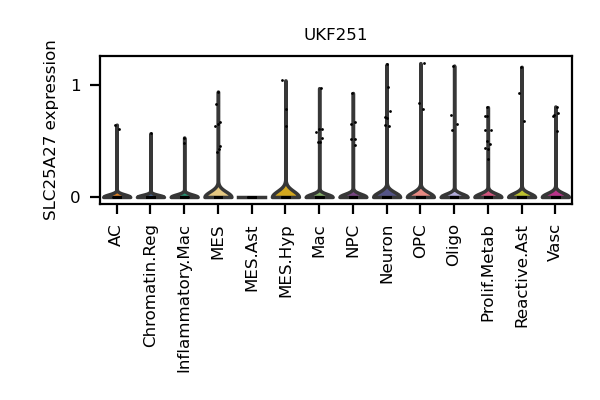 UKF251
SLC25A27 expression
1
0
AC
Chromatin.Reg
Inflammatory.Mac
MES
MES.Ast
MES.Hyp
Mac
NPC
Neuron
OPC
Oligo
Prolif.Metab
Reactive.Ast
Vasc